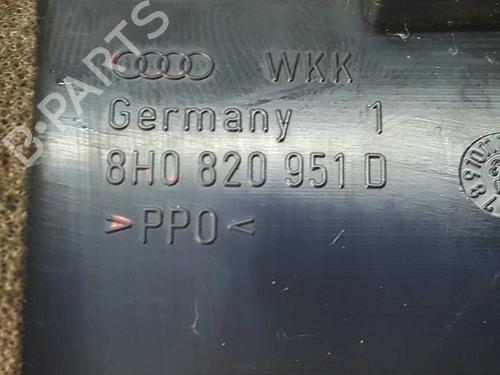 WKK
Germany 1
8H0 820 951 D
>PPO<
B-PARTS